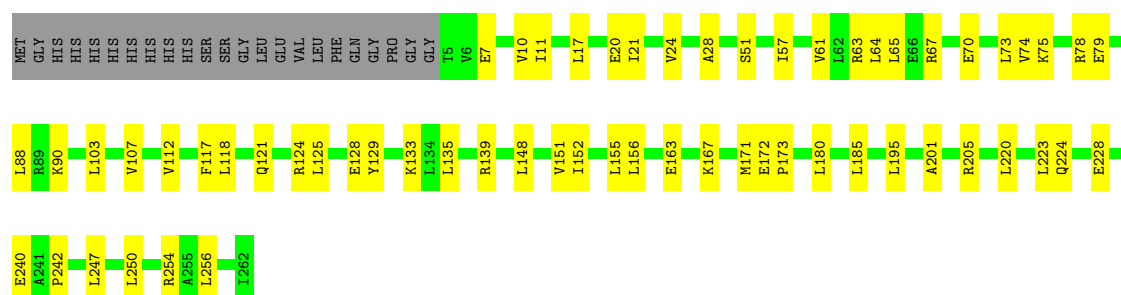 MET GLY HIS HIS HIS HIS HIS HIS HIS HIS HIS SER SER GLY LEU GLU VAL LEU PHE GLN GLY PRO GLY GLY T5 V6 E7 V10 I11 L17 E20 I21 V24 A28 S51 I57 V61 L62 R63 L64 L65 E66 R67 E70 L73 V74 K75 R78 E79
L88 R89 K90 L103 V107 V112 F117 L118 Q121 R124 L125 E128 Y129 K133 L134 L135 R139 L148 V151 I152 L155 L156 E163 K167 M171 E172 P173 L180 L185 L195 A201 R205 L220 L223 Q224 E228
E240 A241 P242 L247 L250 R254 A255 L256 I262